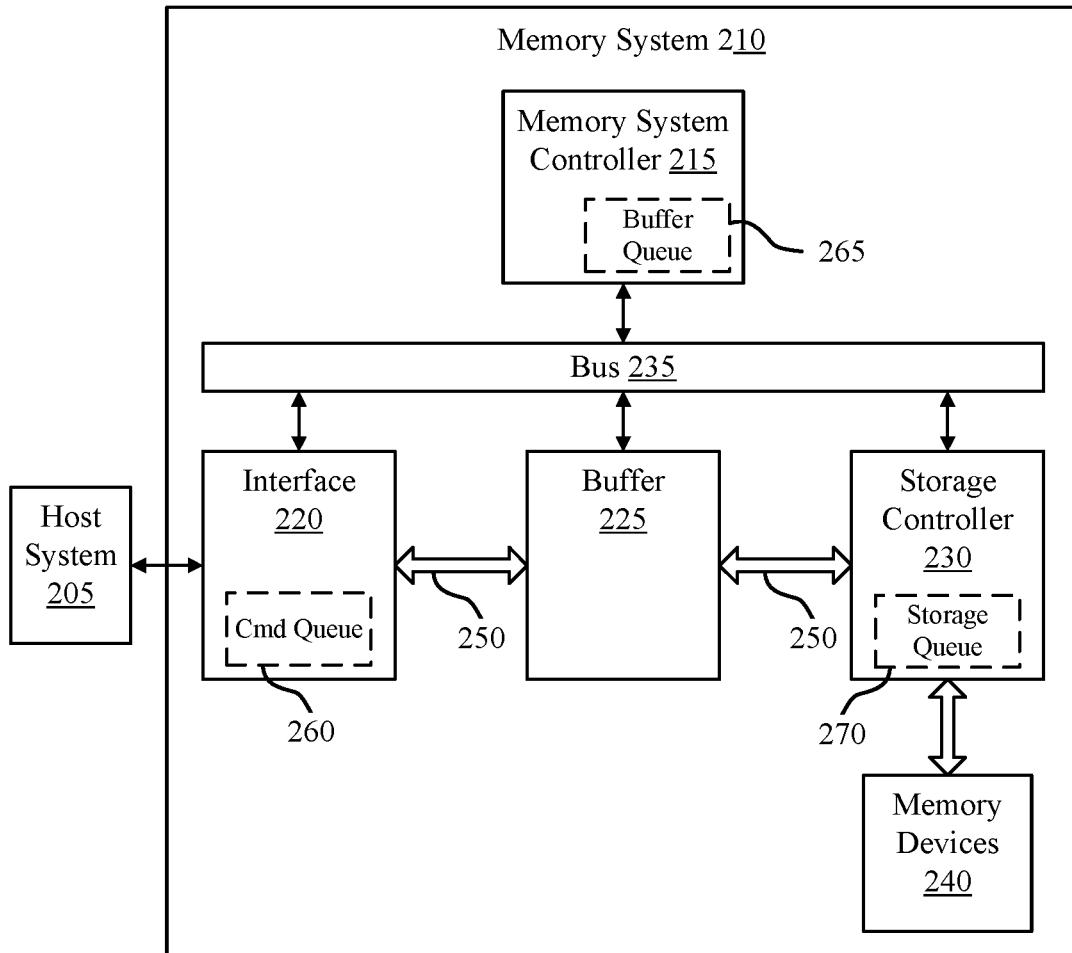 Memory System 210
Memory System
Controller 215
Buffer
Queue
265
Bus 235
Host
System
205
Interface
220
Cmd Queue
260
250
Buffer
225
250
Storage
Controller
230
Storage
Queue
270
Memory
Devices
240